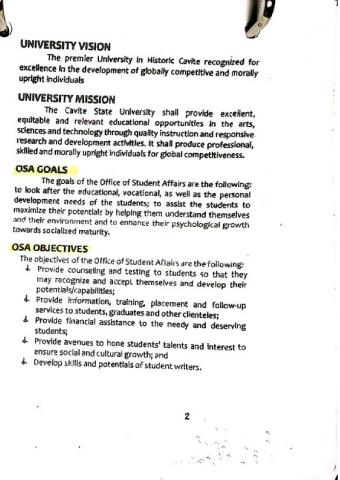 UNIVERSITY VISION
The premier University in Historic Cavite recognized for
excellence in the development of globally competitive and morally
upright individuals
UNIVERSITY MISSION
The Cavite State University shall provide excellent,
equitable and relevant educational opportunities in the arts,
sciences and technology through quality instruction and responsive
research and development activities. It shall produce professional,
skilled and morally upright individuals for global competitiveness.
OSA GOALS
The goals of the Office of Student Affairs are the following:
to look after the educational, vocational, as well as the personal
development needs of the students; to assist the students to
maximize their potentials by helping them understand themselves
and their environment and to enhance their psychological growth
towards socialized maturity.
OSA OBJECTIVES
The objectives of the Office of Student Affairs are the following:
Provide counseling and testing to students so that they
may recognize and accept themselves and develop their
potentials/capabilities;
Provide information, training, placement and follow-up
services to students, graduates and other clienteles;
Provide financial assistance to the needy and deserving
students;
Provide avenues to hone students' talents and interest to
ensure social and cultural growth; and
Develop skills and potentials of student writers.
2